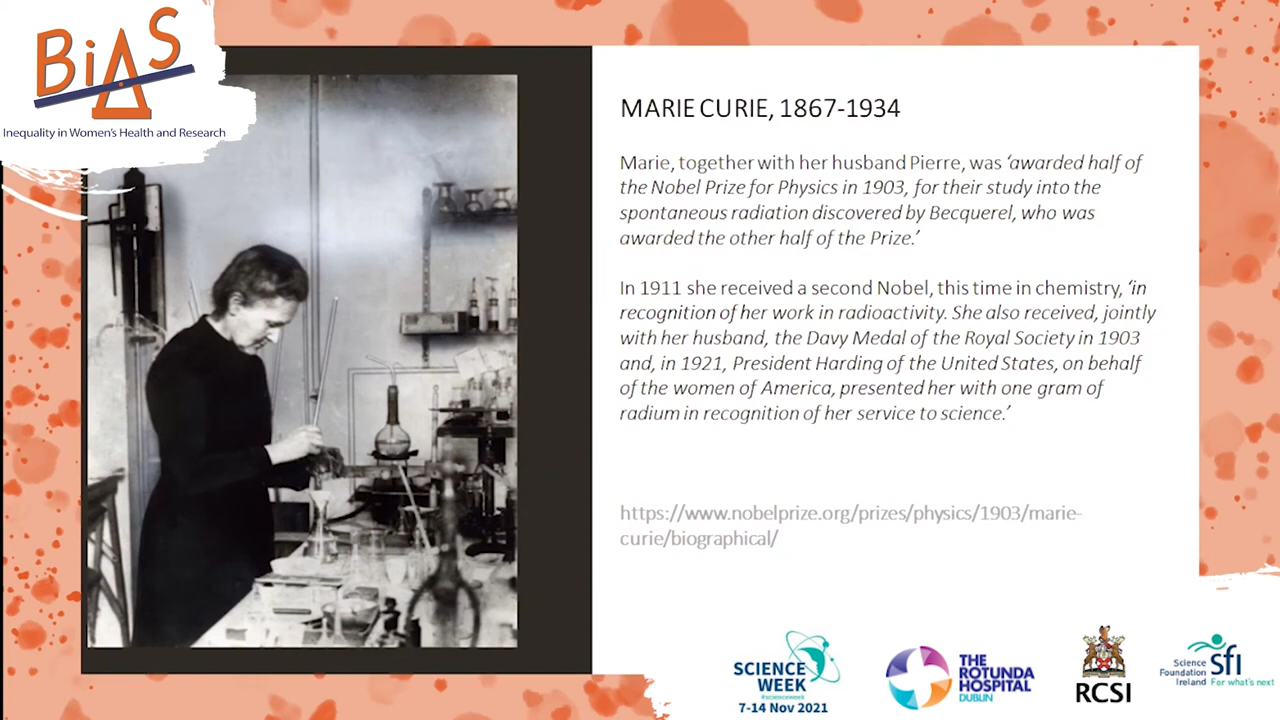 BiAS
Inequality in Women's Health and Research
MARIE CURIE, 1867-1934
Marie, together with her husband Pierre, was ‘awarded half of
the Nobel Prize for Physics in 1903, for their study into the
spontaneous radiation discovered by Becquerel, who was
awarded the other half of the Prize.’
In 1911 she received a second Nobel, this time in chemistry, ‘in
recognition of her work in radioactivity. She also received, jointly
with her husband, the Davy Medal of the Royal Society in 1903
and, in 1921, President Harding of the United States, on behalf
of the women of America, presented her with one gram of
radium in recognition of her service to science.’
https://www.nobelprize.org/prizes/physics/1903/marie-
curie/biographical/
SCIENCE
WEEK
#scienceweek
7-14 Nov 2021
THE
ROTUNDA
HOSPITAL
DUBLIN
RCSI
Science
Foundation
Ireland
sfi
For what's next